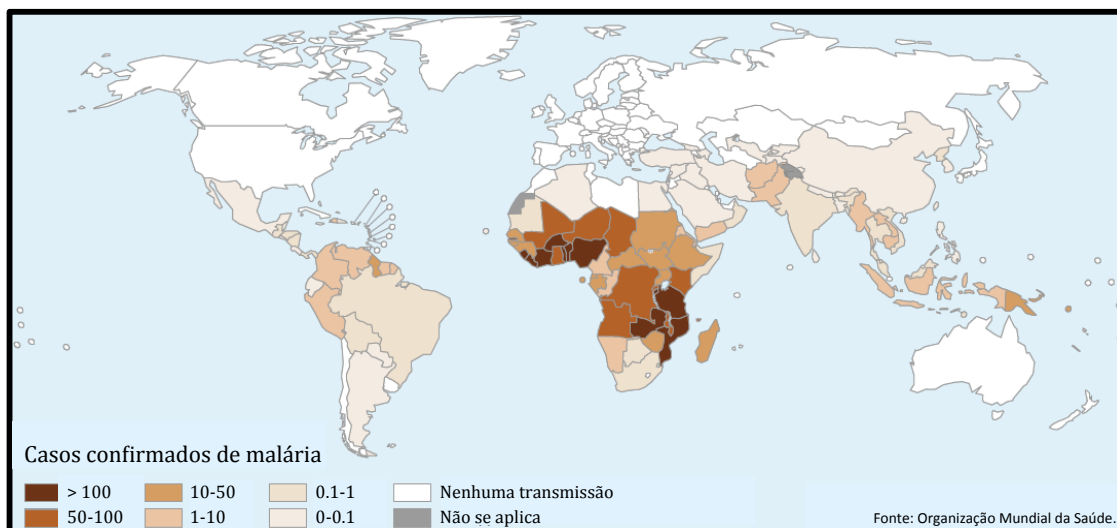 Casos confirmados de malária
> 100
10-50
0.1-1
Nenhuma transmissão
50-100
1-10
0-0.1
Não se aplica
Fonte: Organização Mundial da Saúde.